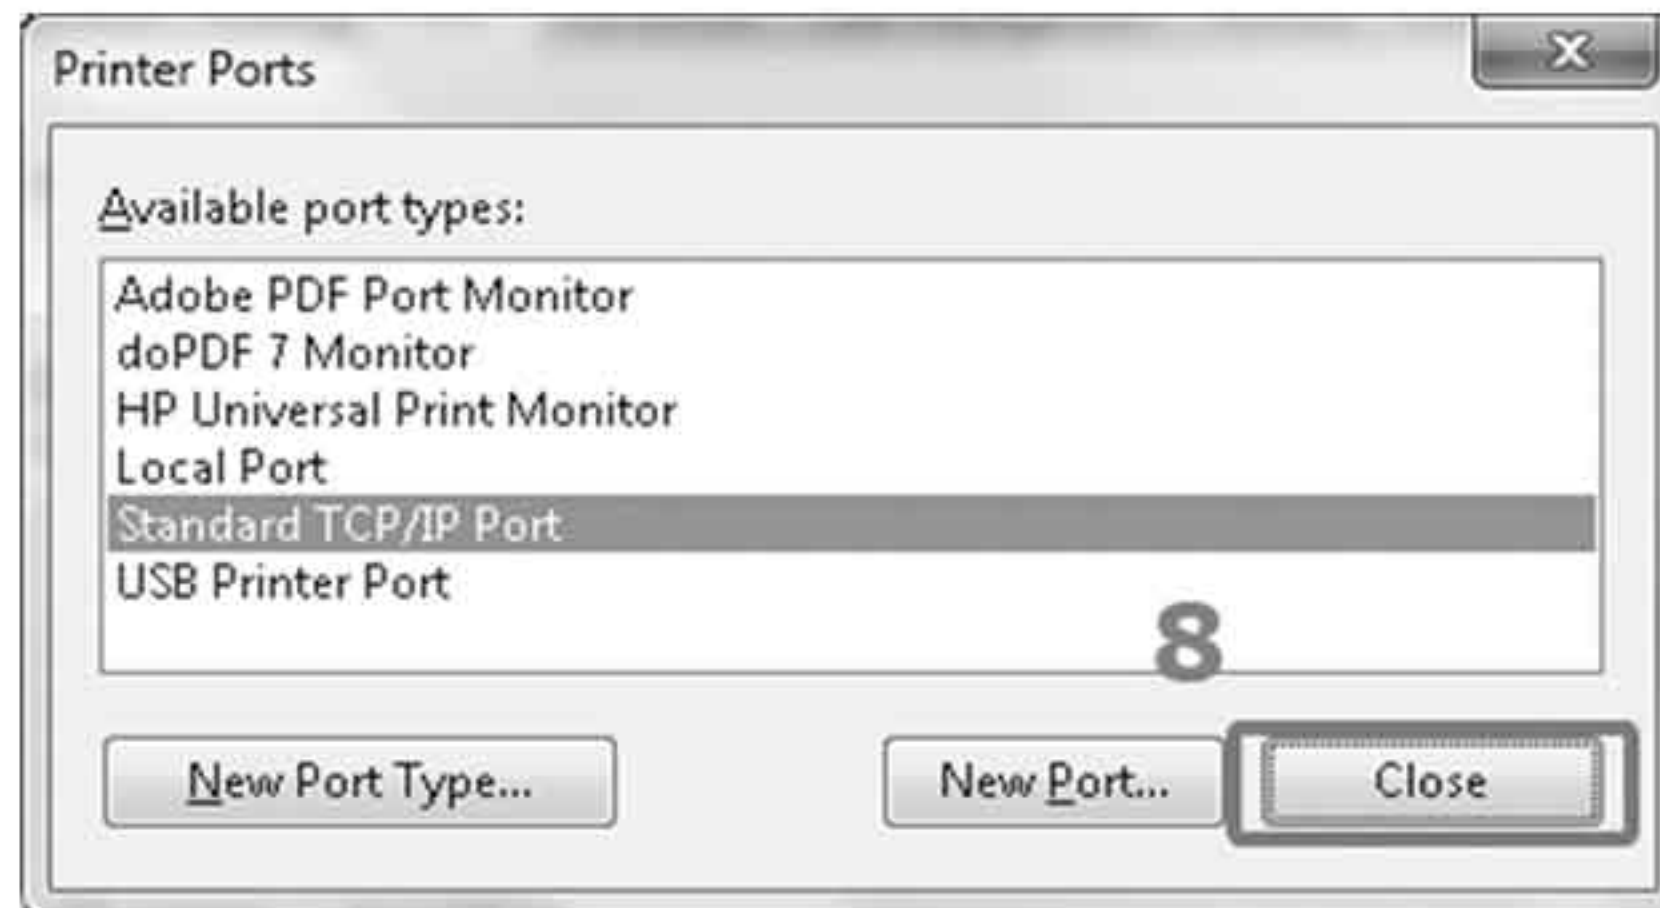 Printer Ports
Available port types:
Adobe PDF Port Monitor
doPDF 7 Monitor
HP Universal Print Monitor
Local Port
Standard TCP/IP Port
USB Printer Port
8
New Port Type... New Port... Close